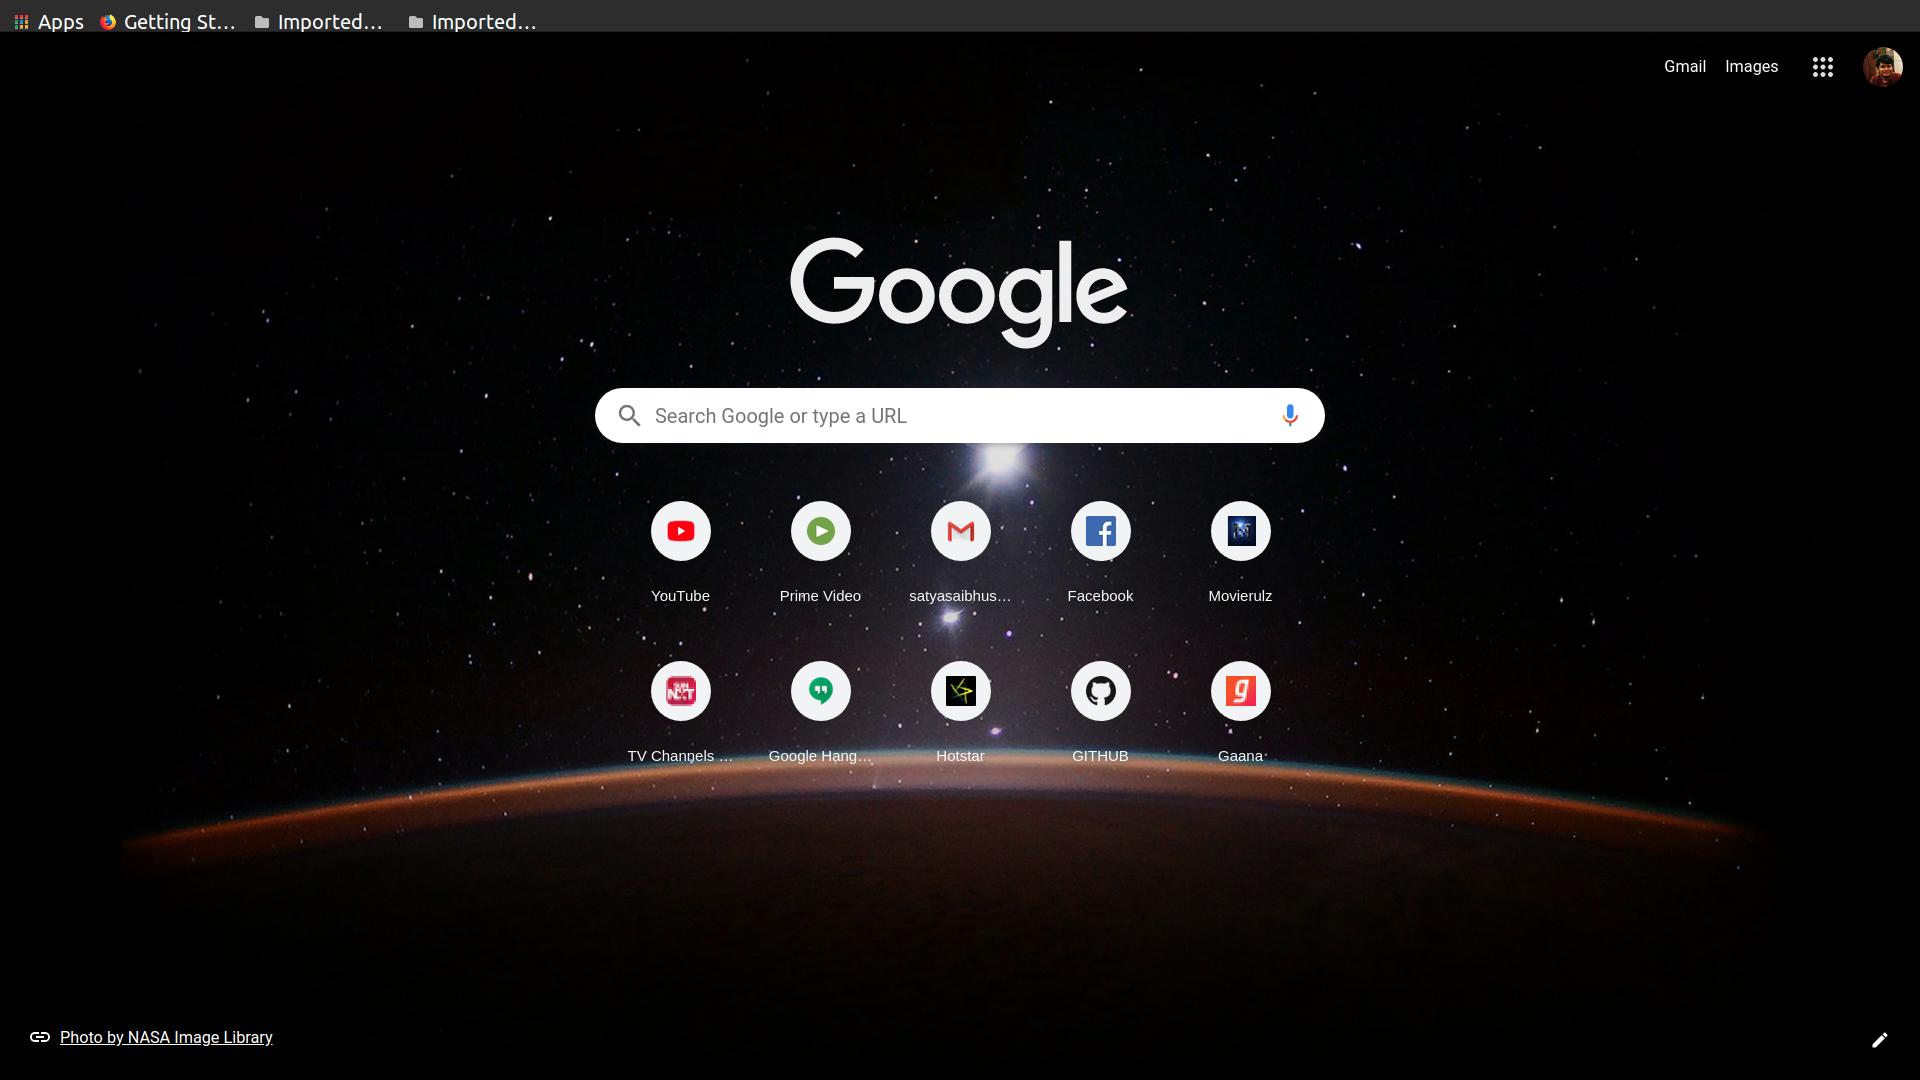 Apps Getting St... Imported... Imported...
Gmail Images
Google
Search Google or type a URL
YouTube Prime Video satyasaibhus... Facebook Movierulz
TV Channels ... Google Hang... Hotstar GITHUB Gaana
Photo by NASA Image Library